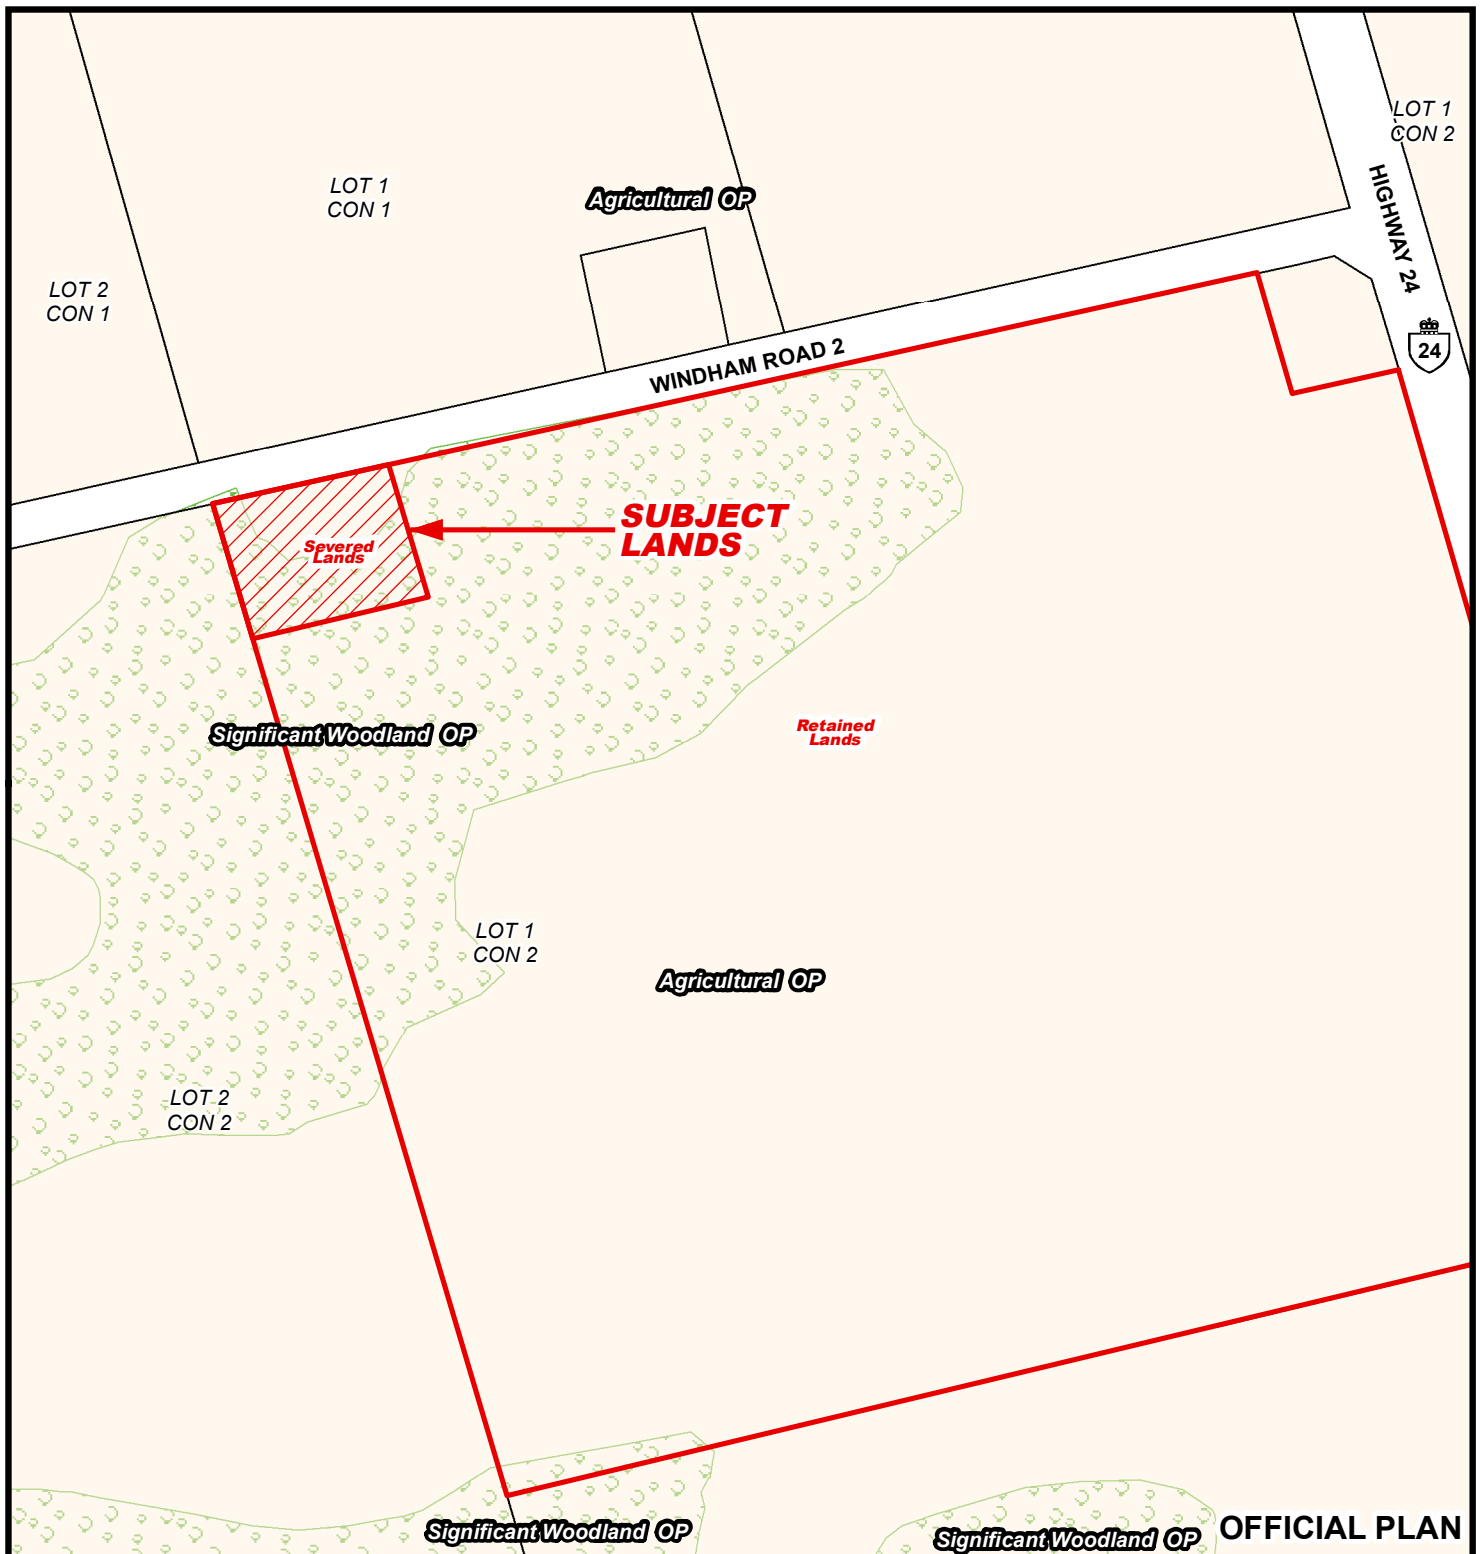 LOT 1
CON 2
LOT 1
CON 1
Agricultural OP
HIGHWAY 24
LOT 2
CON 1
24
WINDHAM ROAD 2
SUBJECT
LANDS
Severed
Lands
Significant Woodland OP
Retained
Lands
LOT 1
CON 2
Agricultural OP
LOT 2
CON 2
Significant Woodland OP
Significant Woodland OP
OFFICIAL PLAN